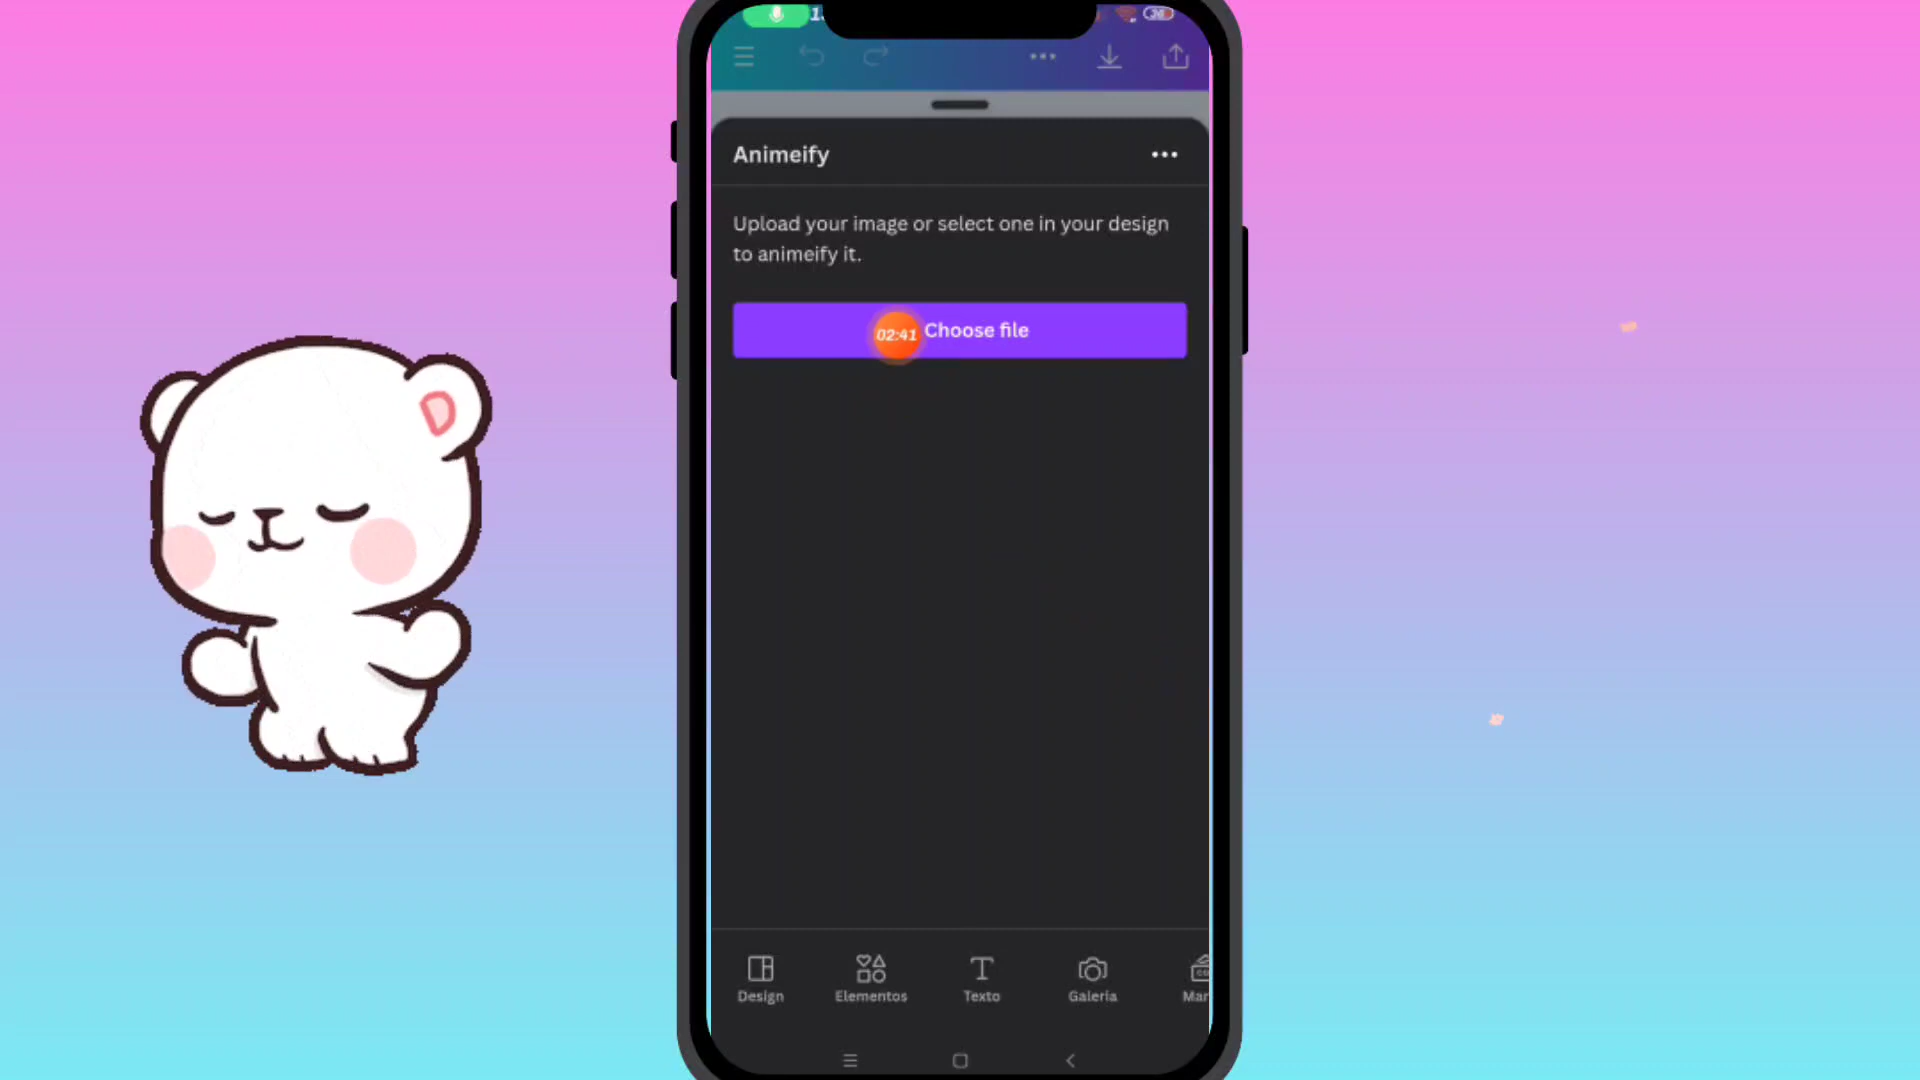 Animeify
Upload your image or select one in your design
to animeify it.
02:41 Choose file
Design Elementos Texto Galeria Mar